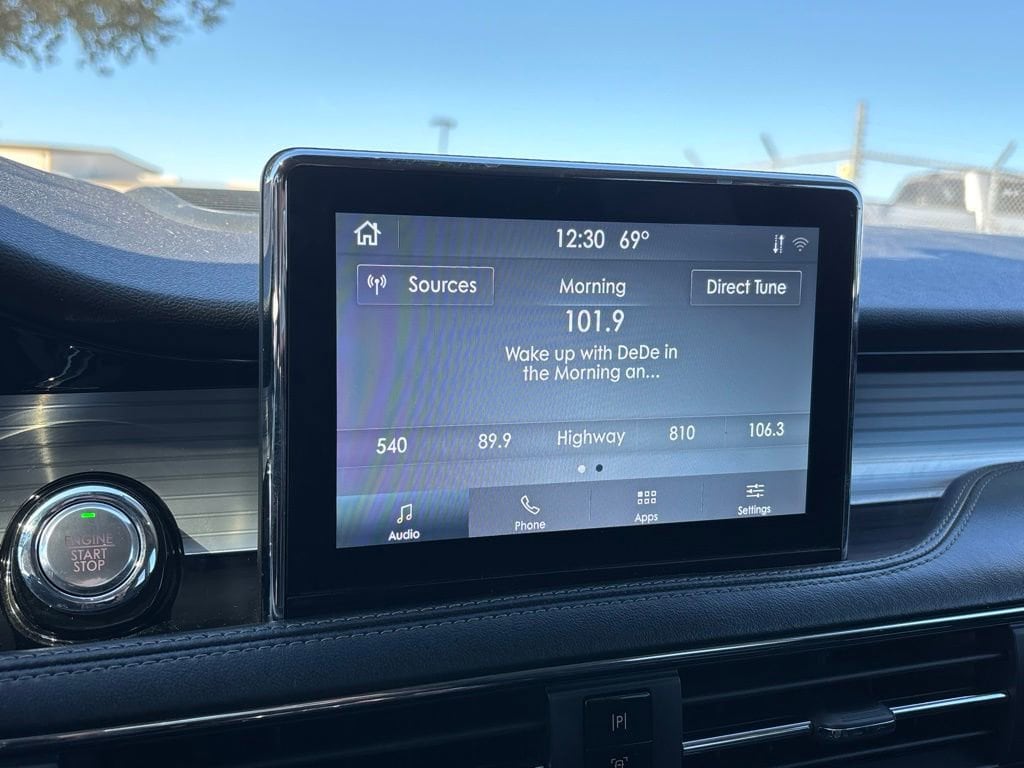 12:30 69°
Sources
Morning
Direct Tune
101.9
Wake up with DeDe in
the Morning an...
540 89.9 Highway 810 106.3
Audio Phone Apps Settings
ENGINE
START
STOP
|P|